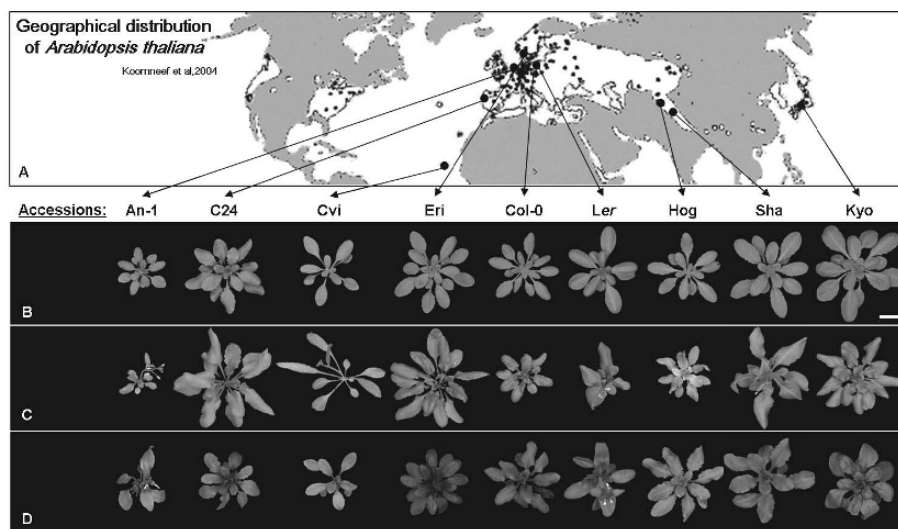 Geographical distribution
of Arabidopsis thaliana
Koornneef et al,2004
A
Accessions: An-1 C24 Cvi Eri Col-0 Ler Hog Sha Kyo
B
C
D